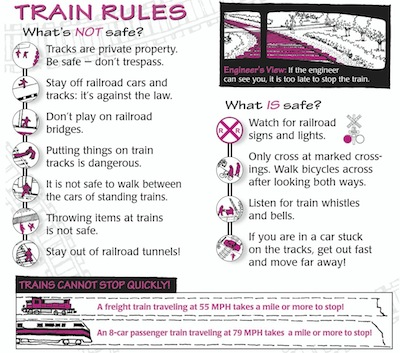 TRAIN RULES
What's NOT safe?
Tracks are private property.
Be safe – don't trespass.
Stay off railroad cars and
tracks: it's against the law.
Don't play on railroad
bridges.
Putting things on train
tracks is dangerous.
It is not safe to walk between
the cars of standing trains.
Throwing items at trains
is not safe.
Stay out of railroad tunnels!
Engineer's View: If the engineer
can see you, it is too late to stop the train.
What IS safe?
R R
Watch for railroad
signs and lights.
Only cross at marked cross-
ings. Walk bicycles across
after looking both ways.
Listen for train whistles
and bells.
If you are in a car stuck
on the tracks, get out fast
and move far away!
TRAINS CANNOT STOP QUICKLY!
A freight train traveling at 55 MPH takes a mile or more to stop!
An 8-car passenger train traveling at 79 MPH takes a mile or more to stop!